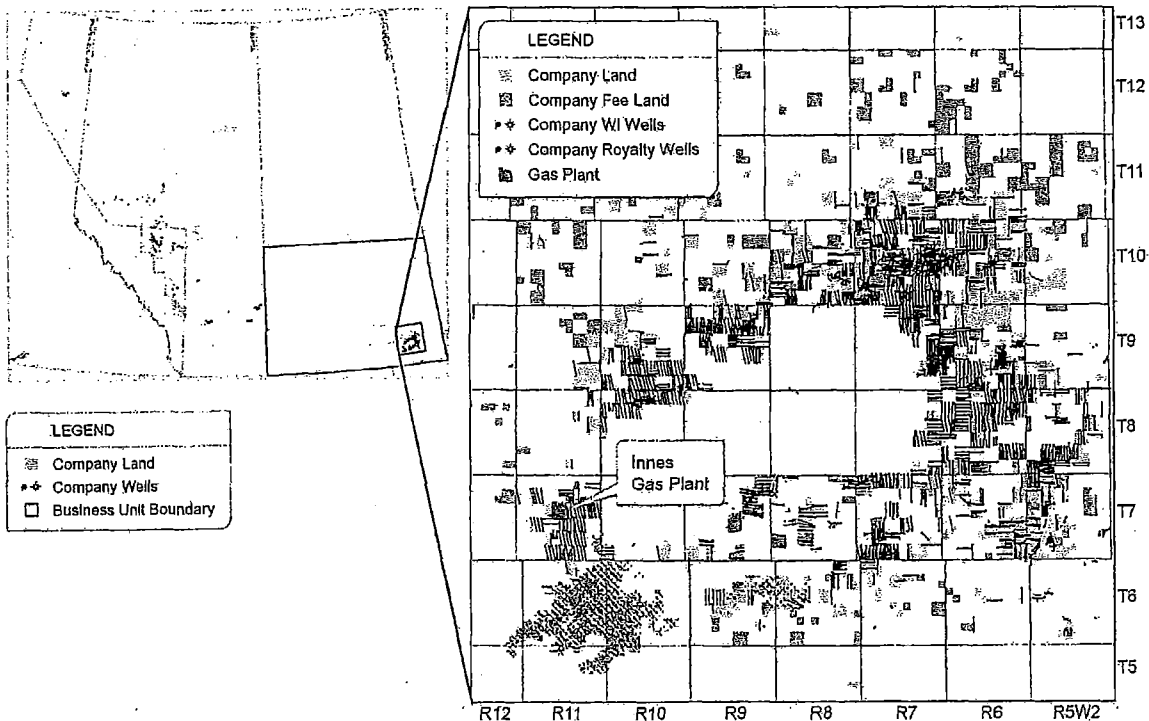 LEGEND
Company Land
Company Wells
Business Unit Boundary
LEGEND
Company Land
Company Fee Land
Company WI Wells
Company Royalty Wells
Gas Plant
Innes
Gas Plant
T13
T12
T11
T10
T9
T8
T7
T6
T5
R12 R11 R10 R9 R8 R7 R6 R5W2